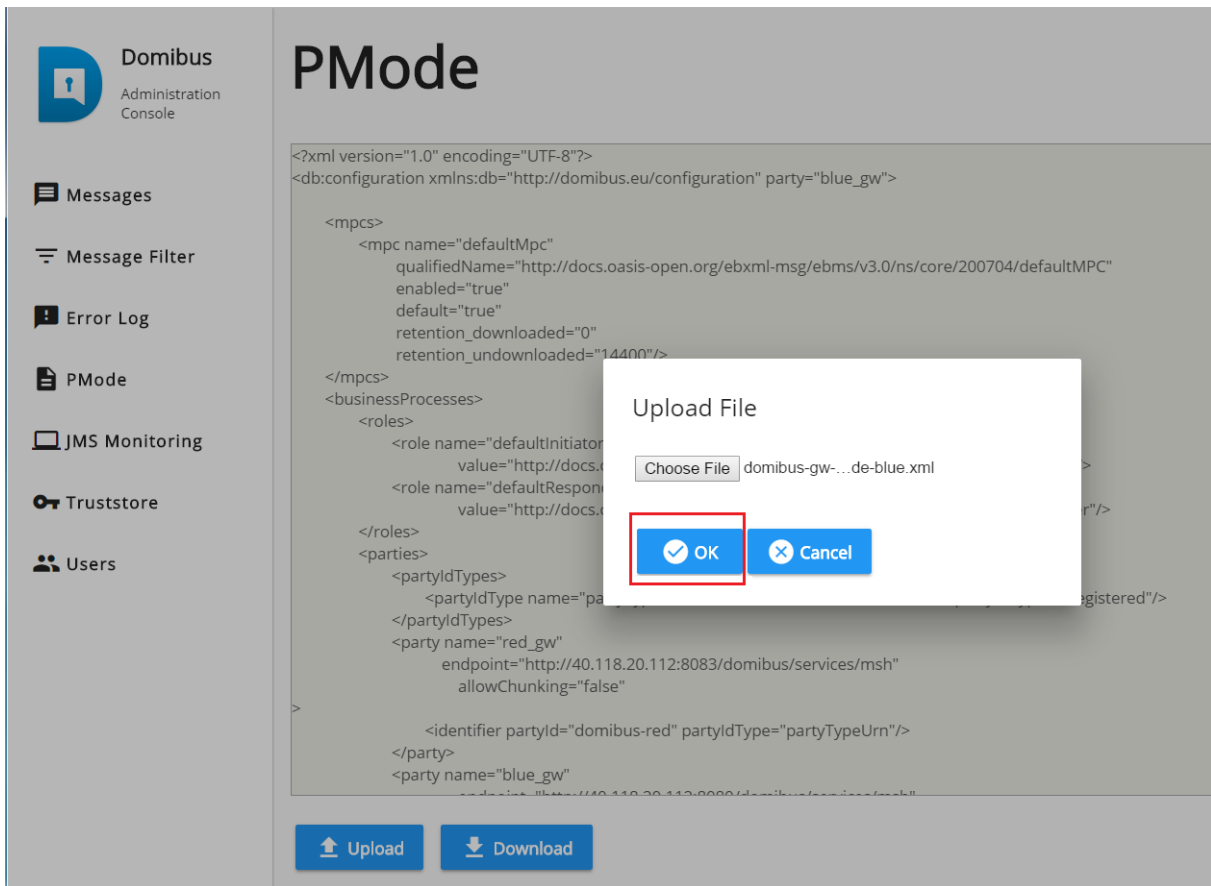 Domibus
Administration
Console
Messages
Message Filter
Error Log
PMode
JMS Monitoring
Truststore
Users
PMode
<?xml version="1.0" encoding="UTF-8"?>
<db:configuration xmlns:db="http://domibus.eu/configuration" party="blue_gw">
<mpcs>
<mpc name="defaultMpc"
qualifiedName="http://docs.oasis-open.org/ebxml-msg/ebms/v3.0/ns/core/200704/defaultMPC"
enabled="true"
default="true"
retention_downloaded="0"
retention_undownloaded="14400"/>
</mpcs>
<businessProcesses>
<roles>
<role name="defaultInitiator
value="http://docs.
<role name="defaultRespon
value="http://docs. r"/>
</roles>
<parties>
<partyIdTypes>
<partyIdType name="pa egistered"/>
</partyIdTypes>
<party name="red_gw"
endpoint="http://40.118.20.112:8083/domibus/services/msh"
allowChunking="false"
>
<identifier partyId="domibus-red" partyIdType="partyTypeUrn"/>
</party>
<party name="blue_gw"
Upload File
Choose File domibus-gw-...de-blue.xml
OK Cancel
Upload Download